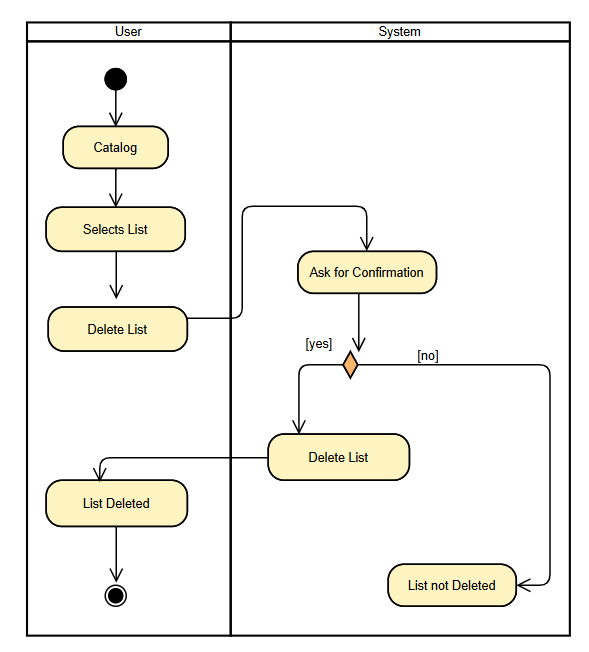 User
System
Catalog
Selects List
Ask for Confirmation
Delete List
[yes]
[no]
Delete List
List Deleted
List not Deleted